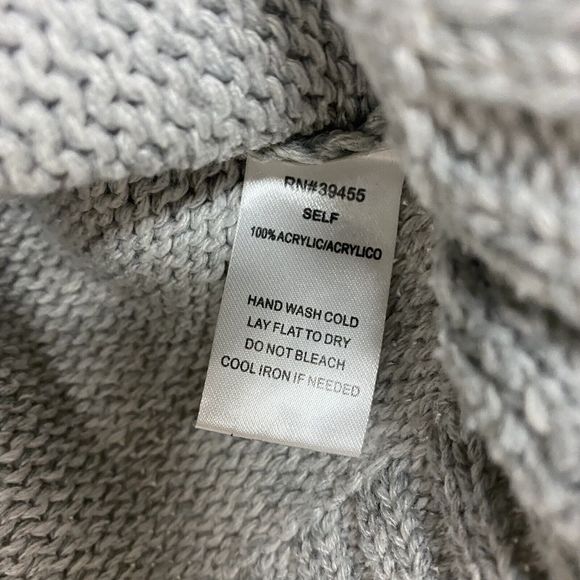 RN#39455
SELF
100% ACRYLIC/ACRYLICO
HAND WASH COLD
LAY FLAT TO DRY
DO NOT BLEACH
COOL IRON IF NEEDED